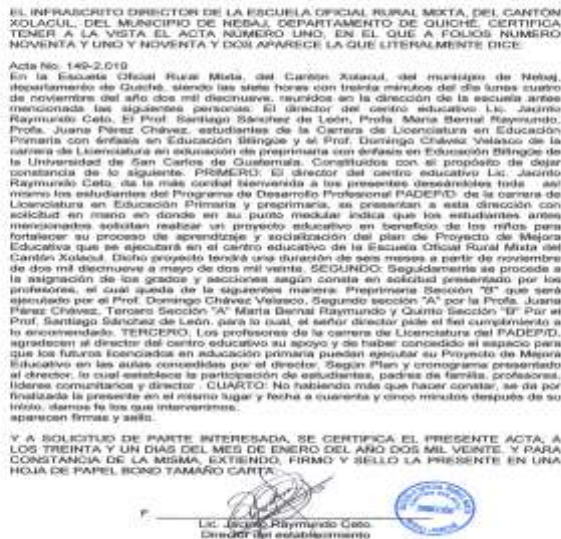 EL INFRASCRITO DIRECTOR DE LA ESCUELA OFICIAL RURAL MIXTA, DEL CANTÓN
XOLACUL, DEL MUNICIPIO DE NEBAJ, DEPARTAMENTO DE QUICHÉ, CERTIFICA
TENER A LA VISTA EL ACTA NÚMERO UNO, EN EL QUE A FOLIOS NUMERO
NOVENTA Y UNO Y NOVENTA Y DOS APARECE LA QUE LITERALMENTE DICE:
Acta No. 149-2,019
En la Escuela Oficial Rural Mixta, del Cantón Xolacul, del municipio de Nebaj,
departamento de Quiché, siendo las siete horas con treinta minutos del día lunes cuatro
de noviembre del año dos mil diecinueve, reunidos en la dirección de la escuela antes
mencionada las siguientes personas: El director del centro educativo Lic. Jacinto
Raymundo Ceto, El Prof. Santiago Sánchez de León, Profa. María Bernal Raymundo,
Profa. Juana Pérez Chávez, estudiantes de la Carrera de Licenciatura en Educación
Primaria con énfasis en Educación Bilingüe y el Prof. Domingo Chávez Velasco de la
carrera de Licenciatura en educación de preprimaria con énfasis en Educación Bilingüe de
la Universidad de San Carlos de Guatemala. Constituidos con el propósito de dejar
constancia de lo siguiente. PRIMERO: El director del centro educativo Lic. Jacinto
Raymundo Ceto, da la más cordial bienvenida a los presentes deseándoles toda así
mismo los estudiantes del Programa de Desarrollo Profesional PADEP/D. de la carrera de
Licenciatura en Educación Primaria y preprimaria, se presentan a esta dirección con
solicitud en mano en donde en su punto medular indica que los estudiantes antes
mencionados solicitan realizar un proyecto educativo en beneficio de los niños para
fortalecer su proceso de aprendizaje y socialización del plan de Proyecto de Mejora
Educativa que se ejecutará en el centro educativo de la Escuela Oficial Rural Mixta del
Cantón Xolacul. Dicho proyecto tendrá una duración de seis meses a partir de noviembre
de dos mil diecinueve a mayo de dos mil veinte. SEGUNDO: Seguidamente se procede a
la asignación de los grados y secciones según consta en solicitud presentado por los
profesores, el cual queda de la siguientes manera: Preprimaria Sección "B" que será
ejecutado por el Prof. Domingo Chávez Velasco, Segundo sección "A" por la Profa. Juana
Pérez Chávez, Tercero Sección "A" María Bernal Raymundo y Quinto Sección "B" Por el
Prof. Santiago Sánchez de León, para lo cual, el señor director pide el fiel cumplimiento a
lo encomendado. TERCERO. Los profesores de la carrera de Licenciatura del PADEP/D.
agradecen al director del centro educativo su apoyo y de haber concedido el espacio para
que los futuros licenciados en educación primaria puedan ejecutar su Proyecto de Mejora
Educativo en las aulas concedidas por el director. Según Plan y cronograma presentado
al director, lo cual establece la participación de estudiantes, padres de familia, profesores,
líderes comunitarios y director . CUARTO: No habiendo más que hacer constar, se da por
finalizada la presente en el mismo lugar y fecha a cuarenta y cinco minutos después de su
inicio, damos fe los que intervenimos.
aparecen firmas y sello.
Y A SOLICITUD DE PARTE INTERESADA, SE CERTIFICA EL PRESENTE ACTA, A
LOS TREINTA Y UN DIAS DEL MES DE ENERO DEL AÑO DOS MIL VEINTE. Y PARA
CONSTANCIA DE LA MISMA, EXTIENDO, FIRMO Y SELLO LA PRESENTE EN UNA
HOJA DE PAPEL BOND TAMAÑO CARTA.
F.
Lic. Jacinto Raymundo Ceto.
Director del establecimiento